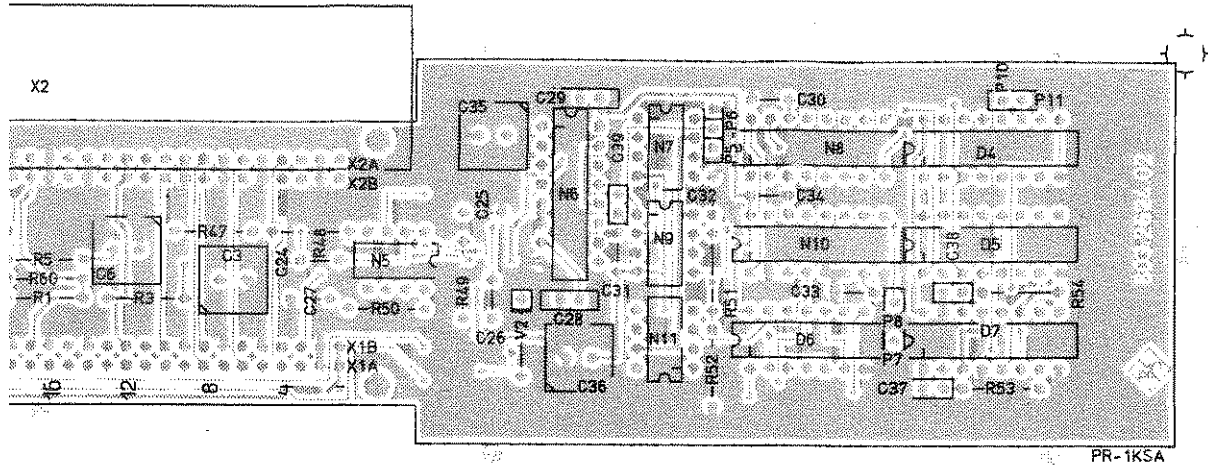 X2
C35
C29
C39
N7
P5
P6
C30
P10
P11
N8
D4
X2A
X2B
C25
N6
C32
C34
R47
R48
C24
C3
C6
R5
R60
R1
R3
N5
R49
N9
N10
C38
D5
C27
R50
C31
R51
C33
R54
C26
V2
C28
N11
D6
P8
P7
D7
X1B
X1A
16
12
8
4
C36
R52
C37
R53
PR-1KSA